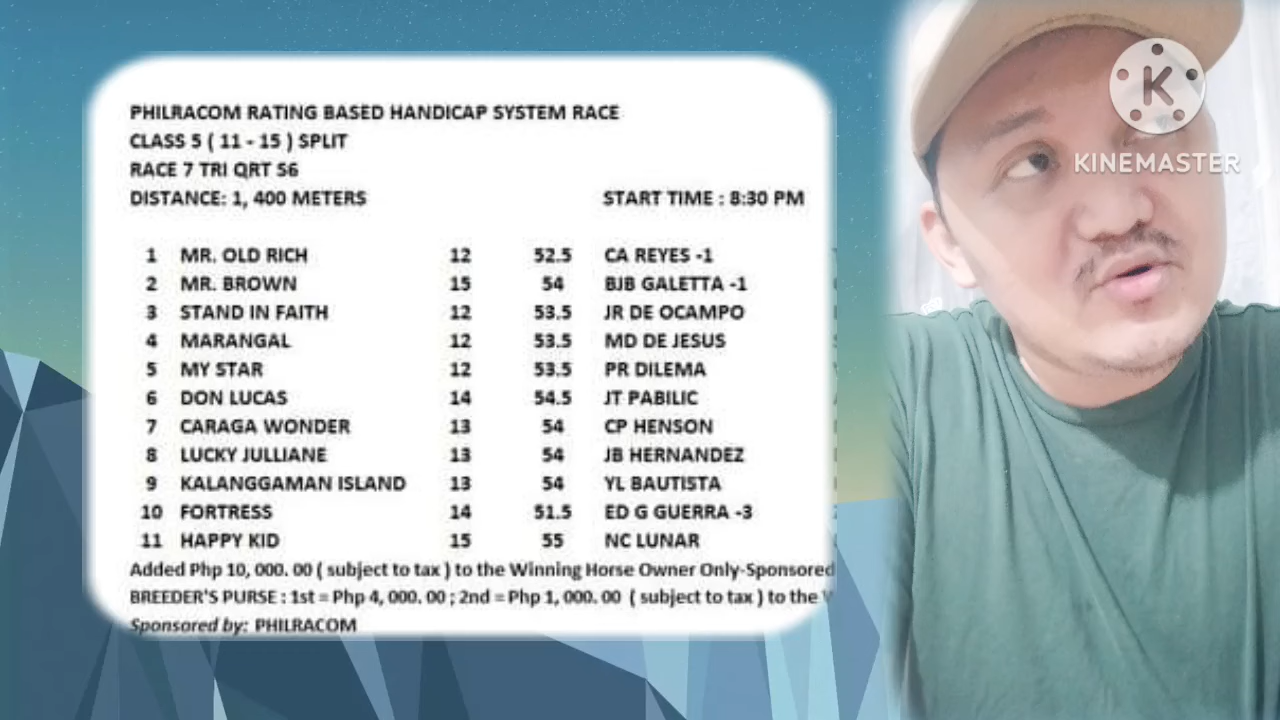 PHILRACOM RATING BASED HANDICAP SYSTEM RACE
CLASS 5 ( 11 - 15 ) SPLIT
RACE 7 TRI QRT S6
DISTANCE: 1, 400 METERS START TIME : 8:30 PM
1 MR. OLD RICH 12 52.5 CA REYES -1
2 MR. BROWN 15 54 BJB GALETTA -1
3 STAND IN FAITH 12 53.5 JR DE OCAMPO
4 MARANGAL 12 53.5 MD DE JESUS
5 MY STAR 12 53.5 PR DILEMA
6 DON LUCAS 14 54.5 JT PABILIC
7 CARAGA WONDER 13 54 CP HENSON
8 LUCKY JULLIANE 13 54 JB HERNANDEZ
9 KALANGGAMAN ISLAND 13 54 YL BAUTISTA
10 FORTRESS 14 51.5 ED G GUERRA -3
11 HAPPY KID 15 55 NC LUNAR
Added Php 10, 000. 00 ( subject to tax ) to the Winning Horse Owner Only-Sponsored
BREEDER'S PURSE : 1st = Php 4, 000. 00 ; 2nd = Php 1, 000. 00 ( subject to tax ) to the
Sponsored by: PHILRACOM
K
KINEMASTER